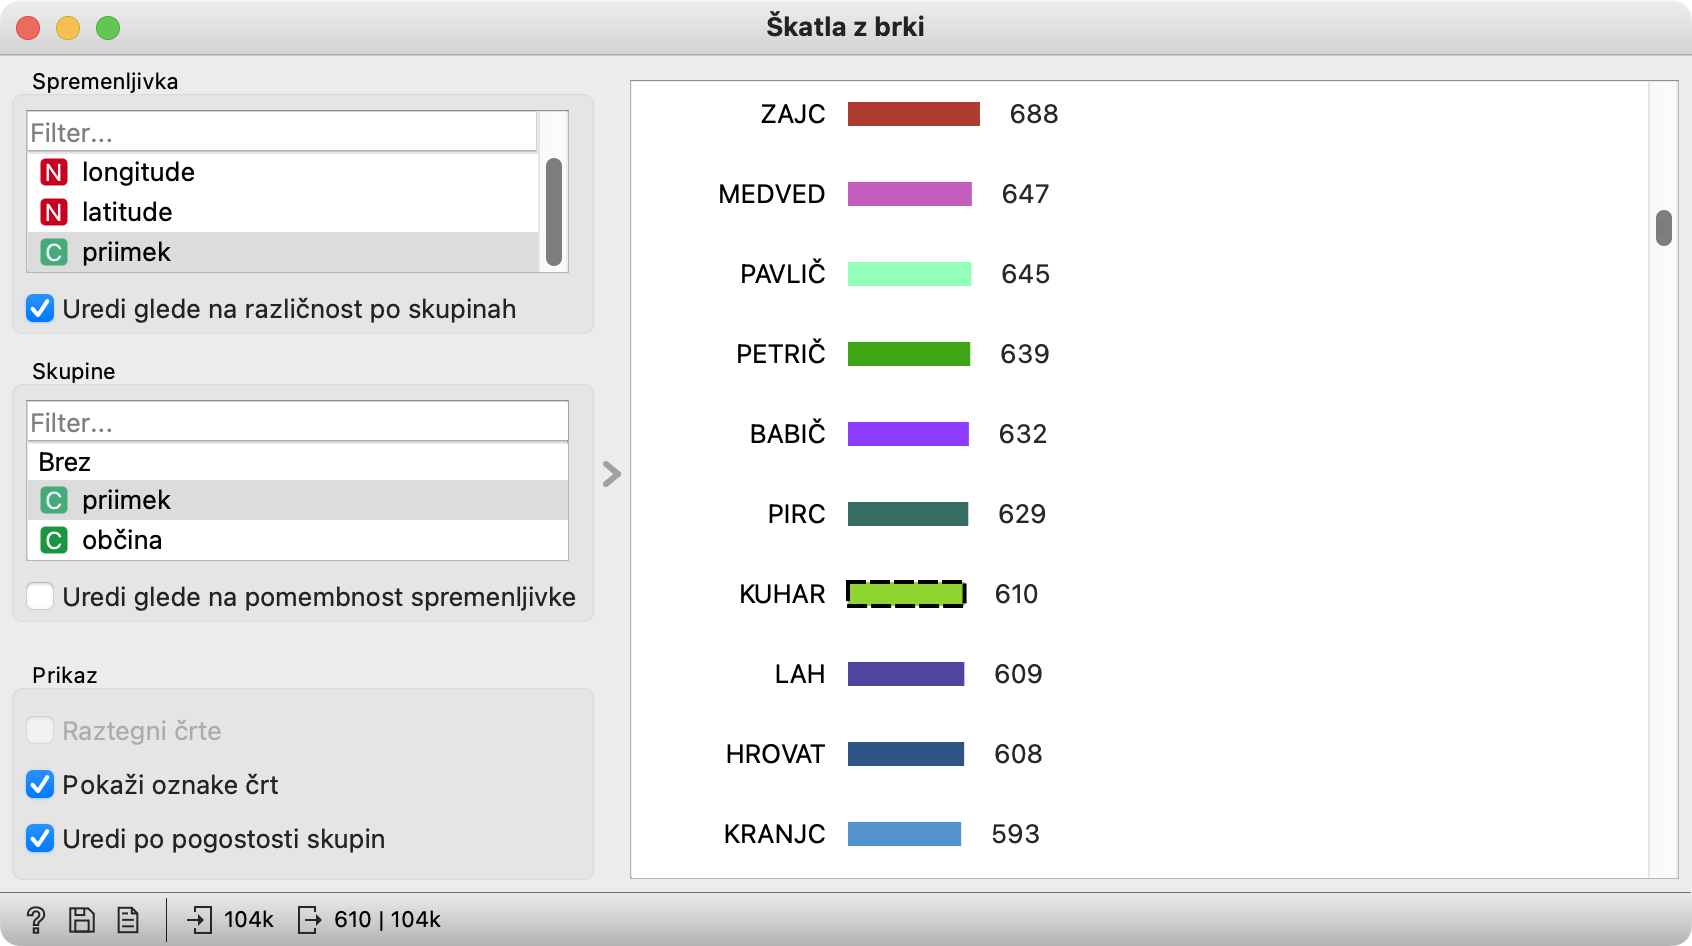 Škatla z brki
Spremenljivka
Filter...
N longitude
N latitude
C priimek
Uredi glede na različnost po skupinah
Skupine
Filter...
Brez
C priimek
C občina
Uredi glede na pomembnost spremenljivke
Prikaz
Raztegni črte
Pokaži oznake črt
Uredi po pogostosti skupin
ZAJC 688
MEDVED 647
PAVLIČ 645
PETRIČ 639
BABIČ 632
PIRC 629
KUHAR 610
LAH 609
HROVAT 608
KRANJC 593
? 104k 610 | 104k